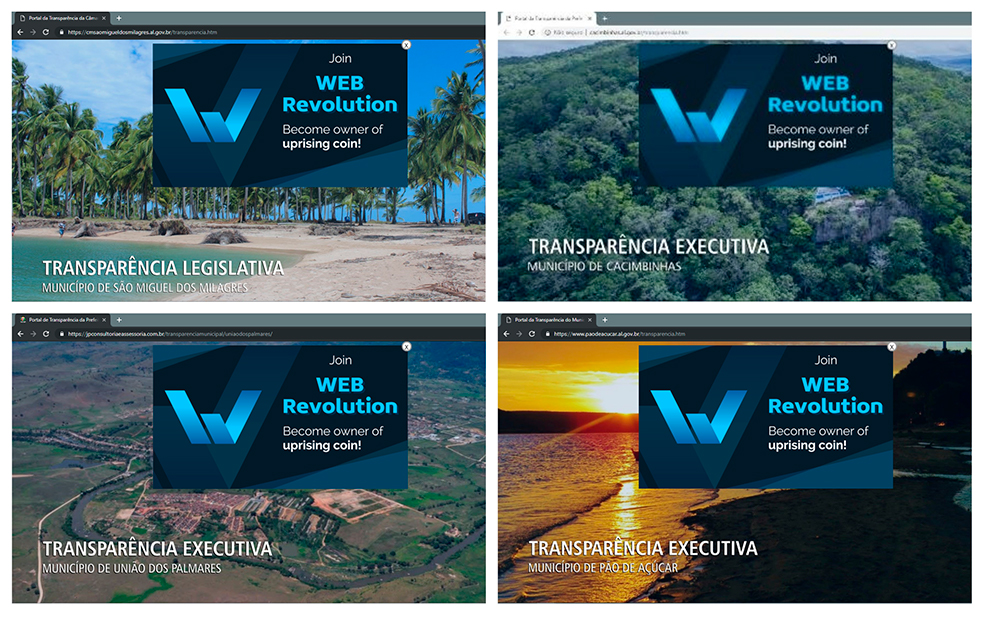 Portal da Transparência da Câma
https://cmsaomigueldosmilagres.al.gov.br/transparencia.htm
X
Join
WEB
Revolution
Become owner of
uprising coin!
TRANSPARÊNCIA LEGISLATIVA
MUNICÍPIO DE SÃO MIGUEL DOS MILAGRES
Portal da Transparência da Prefe
Não seguro | cacimbinhas.al.gov.br/transparencia.htm
X
Join
WEB
Revolution
Become owner of
uprising coin!
TRANSPARÊNCIA EXECUTIVA
MUNICÍPIO DE CACIMBINHAS
Portal da Transparência da Prefei
https://jpconsultoriaeassessoria.com.br/transparenciamunicipal/uniaodospalmares/
X
Join
WEB
Revolution
Become owner of
uprising coin!
TRANSPARÊNCIA EXECUTIVA
MUNICÍPIO DE UNIÃO DOS PALMARES
Portal da Transparência do Muni
https://www.paodeacucar.al.gov.br/transparencia.htm
X
Join
WEB
Revolution
Become owner of
uprising coin!
TRANSPARÊNCIA EXECUTIVA
MUNICÍPIO DE PÃO DE AÇÚCAR